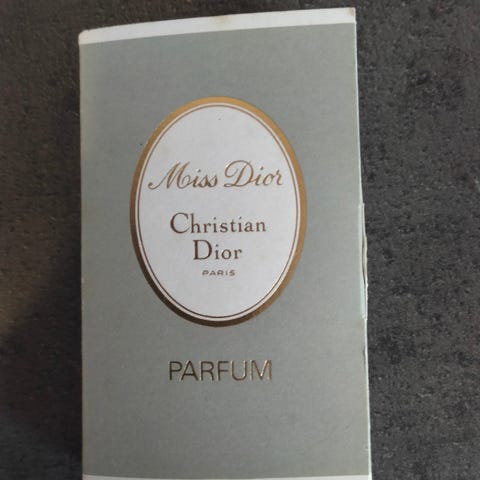 Miss Dior
Christian
Dior
PARIS
PARFUM